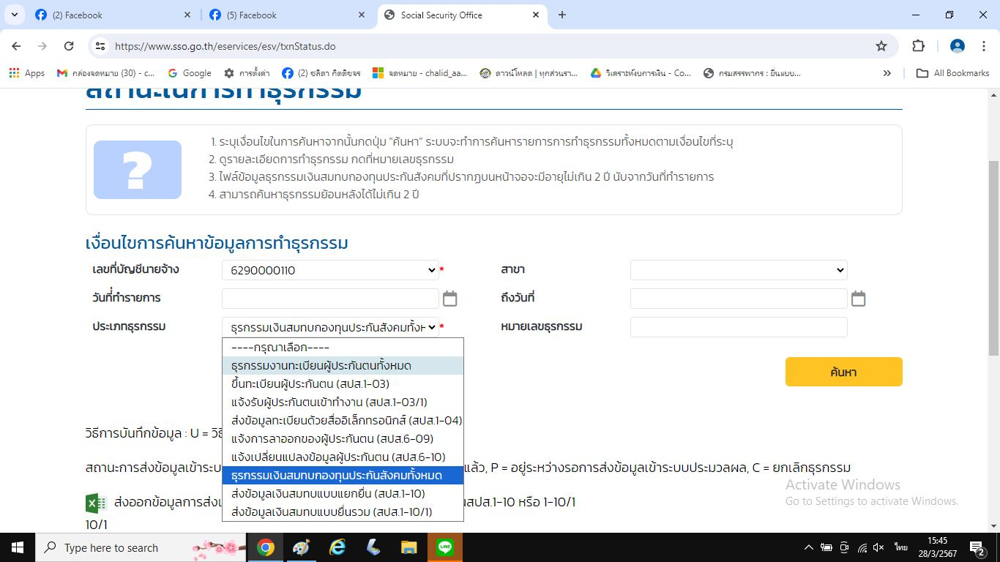 (2) Facebook
(5) Facebook
Social Security Office
https://www.sso.go.th/eservices/esv/txnStatus.do
Apps
กล่องจดหมาย (30) - c...
Google
การตั้งค่า
(2) ชลิดา กิตติขจร
จดหมาย - chalid_aa...
ดาวน์โหลด | ทุกส่วนรา...
วิเคราะห์งบการเงิน - Co...
กรมสรรพากร : ยื่นแบบ...
All Bookmarks
สถานะในการทำธุรกรรม
1. ระบุเงื่อนไขในการค้นหาจากนั้นกดปุ่ม "ค้นหา" ระบบจะทำการค้นหารายการการทำธุรกรรมทั้งหมดตามเงื่อนไขที่ระบุ
2. ดูรายละเอียดการทำธุรกรรม กดที่หมายเลขธุรกรรม
3. ไฟล์ข้อมูลธุรกรรมเงินสมทบกองทุนประกันสังคมที่ปรากฏบนหน้าจอจะมีอายุไม่เกิน 2 ปี นับจากวันที่ทำรายการ
4. สามารถค้นหาธุรกรรมย้อนหลังได้ไม่เกิน 2 ปี
?
เงื่อนไขการค้นหาข้อมูลการทำธุรกรรม
เลขที่บัญชีนายจ้าง 6290000110 * สาขา
วันที่ทำรายการ ถึงวันที่
ประเภทธุรกรรม ธุรกรรมเงินสมทบกองทุนประกันสังคมทั้งห * หมายเลขธุรกรรม
----กรุณาเลือก----
ธุรกรรมงานทะเบียนผู้ประกันตนทั้งหมด
ขึ้นทะเบียนผู้ประกันตน (สปส.1-03)
แจ้งรับผู้ประกันตนเข้าทำงาน (สปส.1-03/1)
ส่งข้อมูลทะเบียนด้วยสื่ออิเล็กทรอนิกส์ (สปส.1-04)
แจ้งการลาออกของผู้ประกันตน (สปส.6-09)
แจ้งเปลี่ยนแปลงข้อมูลผู้ประกันตน (สปส.6-10)
ธุรกรรมเงินสมทบกองทุนประกันสังคมทั้งหมด
ส่งข้อมูลเงินสมทบแบบแยกยื่น (สปส.1-10)
ส่งข้อมูลเงินสมทบแบบยื่นรวม (สปส.1-10/1)
ค้นหา
วิธีการบันทึกข้อมูล : U = วิธี
สถานะการส่งข้อมูลเข้าระบ แล้ว, P = อยู่ระหว่างรอการส่งข้อมูลเข้าระบบประมวลผล, C = ยกเลิกธุรกรรม
ส่งออกข้อมูลการส่งเ นสปส.1-10 หรือ 1-10/1
10/1
Activate Windows
Go to Settings to activate Windows.
Type here to search
LINE
ไทย
15:45
28/3/2567
2